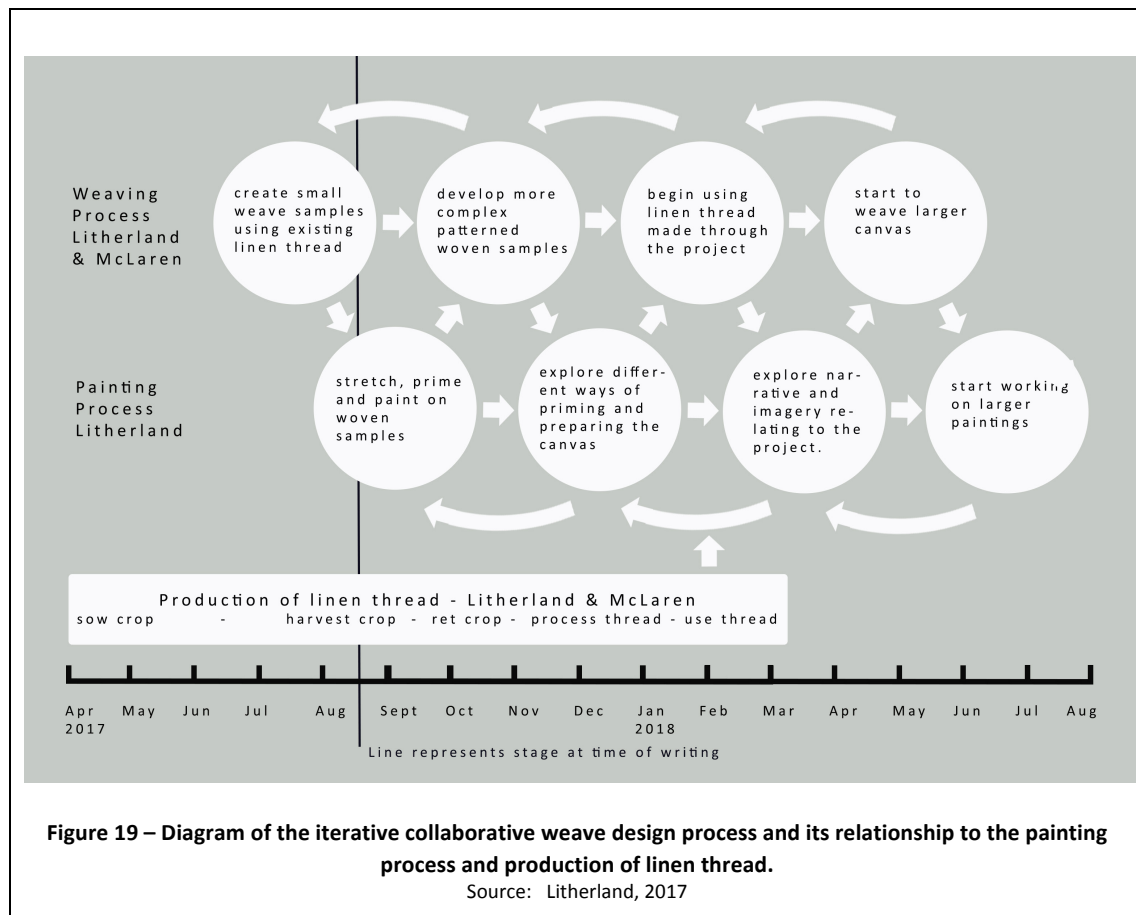 Weaving
Process
Litherland
& McLaren
create small
weave samples
using existing
linen thread
develop more
complex
patterned
woven samples
begin using
linen thread
made through
the project
start to
weave larger
canvas
Painting
Process
Litherland
stretch, prime
and paint on
woven
samples
explore differ-
ent ways of
priming and
preparing the
canvas
explore nar-
rative and
imagery re-
lating to the
project.
start working
on larger
paintings
Production of linen thread - Litherland & McLaren
sow crop - harvest crop - ret crop - process thread - use thread
Apr May Jun Jul Aug Sept Oct Nov Dec Jan Feb Mar Apr May Jun Jul Aug
2017 2018
Line represents stage at time of writing
Figure 19 – Diagram of the iterative collaborative weave design process and its relationship to the painting
process and production of linen thread.
Source: Litherland, 2017